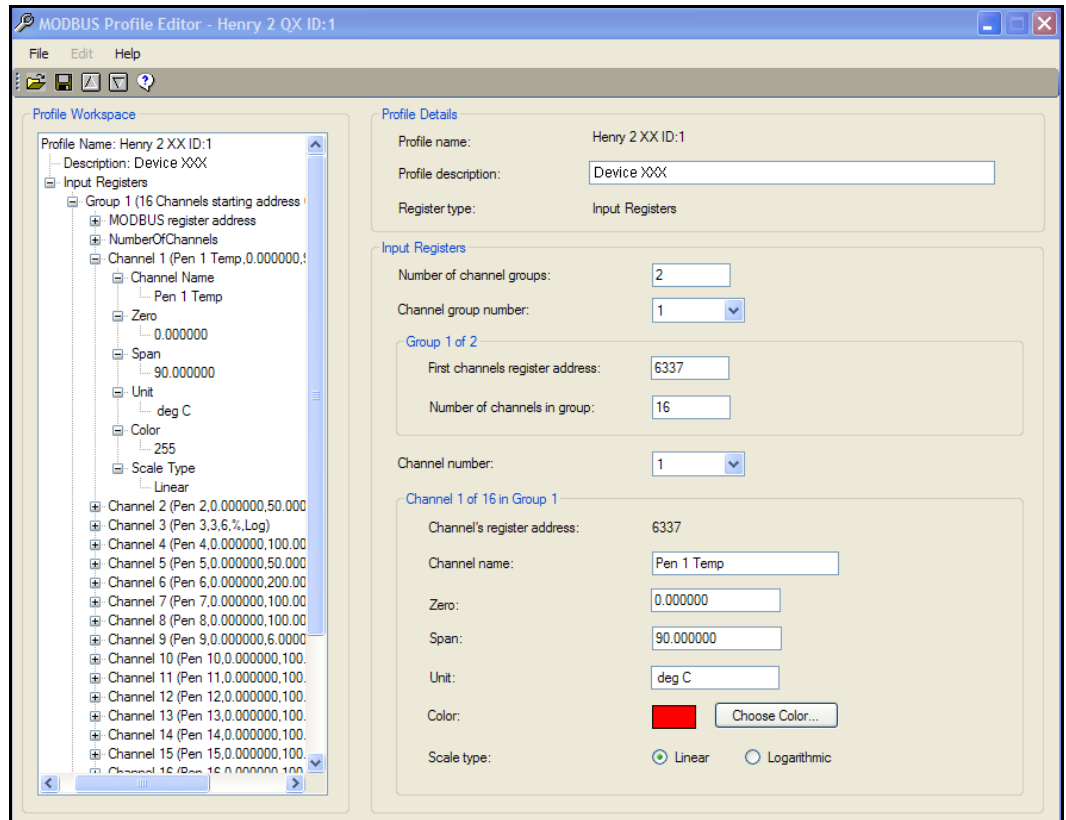 MODBUS Profile Editor - Henry 2 QX ID:1
File Edit Help
Profile Workspace
Profile Name: Henry 2 XX ID:1
Description: Device XXX
Input Registers
Group 1 (16 Channels starting address
MODBUS register address
NumberOfChannels
Channel 1 (Pen 1 Temp,0.000000,
Channel Name
Pen 1 Temp
Zero
0.000000
Span
90.000000
Unit
deg C
Color
255
Scale Type
Linear
Channel 2 (Pen 2,0.000000,50.000
Channel 3 (Pen 3,3,6,%,Log)
Channel 4 (Pen 4,0.000000,100.00
Channel 5 (Pen 5,0.000000,50.000
Channel 6 (Pen 6,0.000000,200.00
Channel 7 (Pen 7,0.000000,100.00
Channel 8 (Pen 8,0.000000,100.00
Channel 9 (Pen 9,0.000000,6.0000
Channel 10 (Pen 10,0.000000,100.
Channel 11 (Pen 11,0.000000,100.
Channel 12 (Pen 12,0.000000,100.
Channel 13 (Pen 13,0.000000,100.
Channel 14 (Pen 14,0.000000,100.
Channel 15 (Pen 15,0.000000,100.
Channel 16 (Pen 16,0.000000,100
Profile Details
Profile name: Henry 2 XX ID:1
Profile description: Device XXX
Register type: Input Registers
Input Registers
Number of channel groups: 2
Channel group number: 1
Group 1 of 2
First channels register address: 6337
Number of channels in group: 16
Channel number: 1
Channel 1 of 16 in Group 1
Channel's register address: 6337
Channel name: Pen 1 Temp
Zero: 0.000000
Span: 90.000000
Unit: deg C
Color: Choose Color...
Scale type: Linear Logarithmic